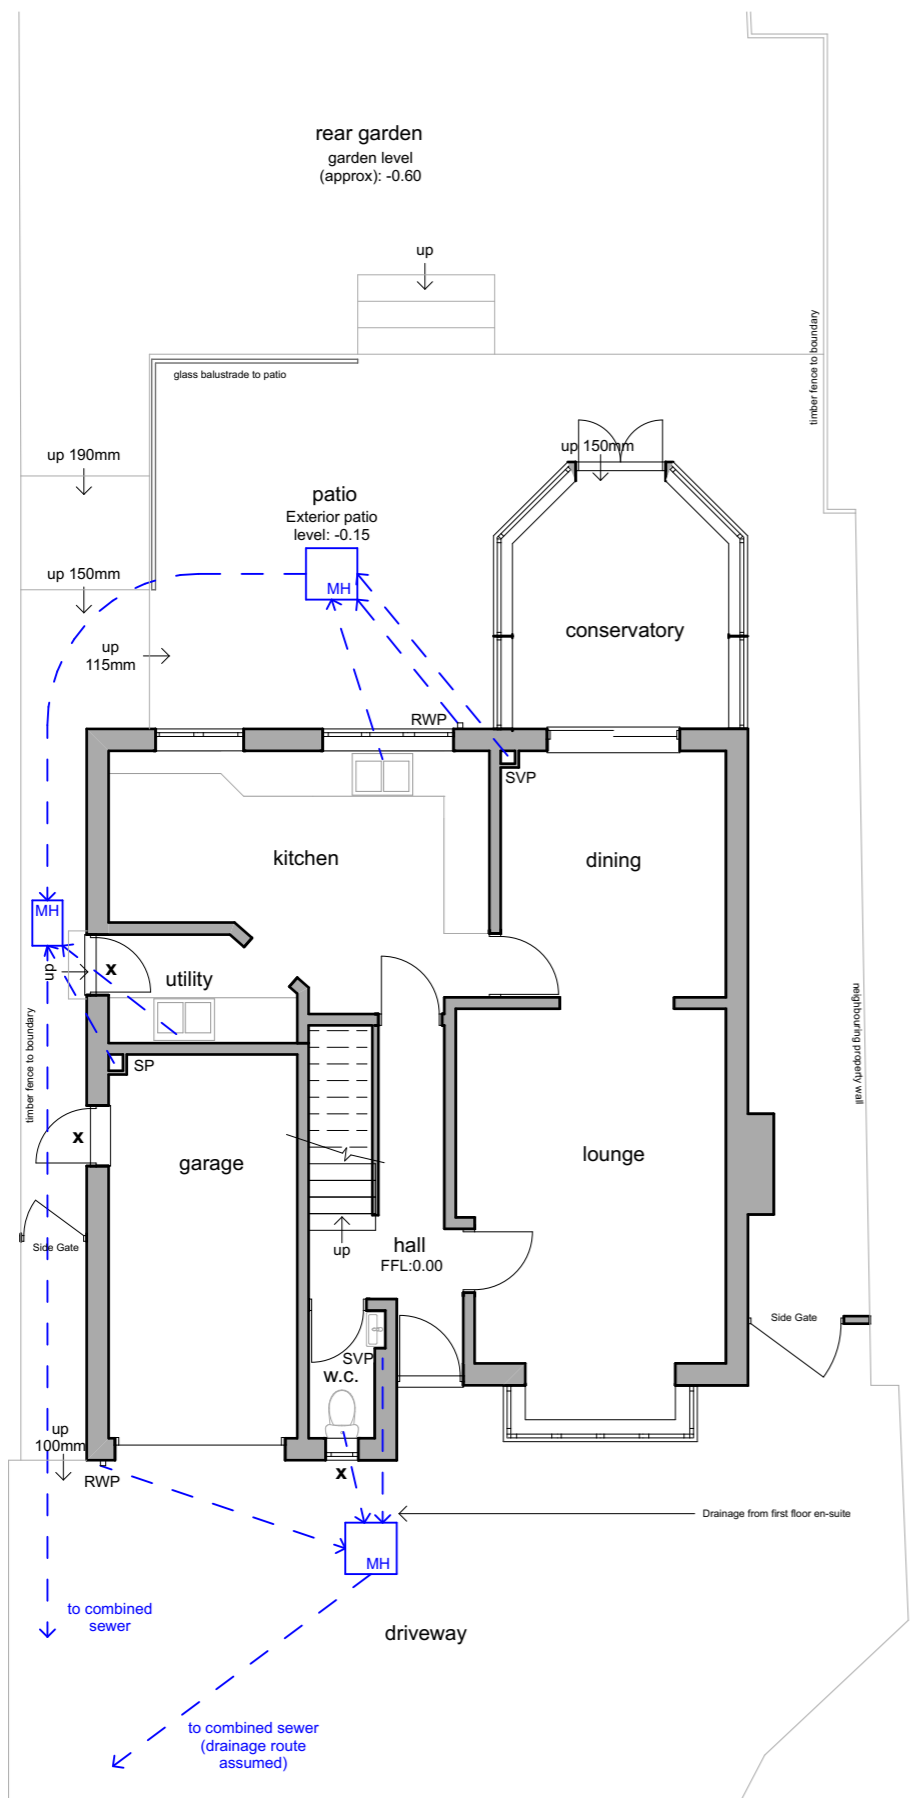 rear garden
garden level
(approx): -0.60
up
timber fence to boundary
glass balustrade to patio
up 150mm
up 190mm
patio
Exterior patio
level: -0.15
up 150mm
MH
conservatory
up
115mm
RWP
SVP
kitchen
dining
MH
up
x
utility
neighbouring property wall
timber fence to boundary
SP
x
garage
lounge
Side Gate
up
hall
FFL:0.00
Side Gate
SVP
w.c.
up
100mm
RWP
x
Drainage from first floor en-suite
MH
to combined
sewer
driveway
to combined sewer
(drainage route
assumed)